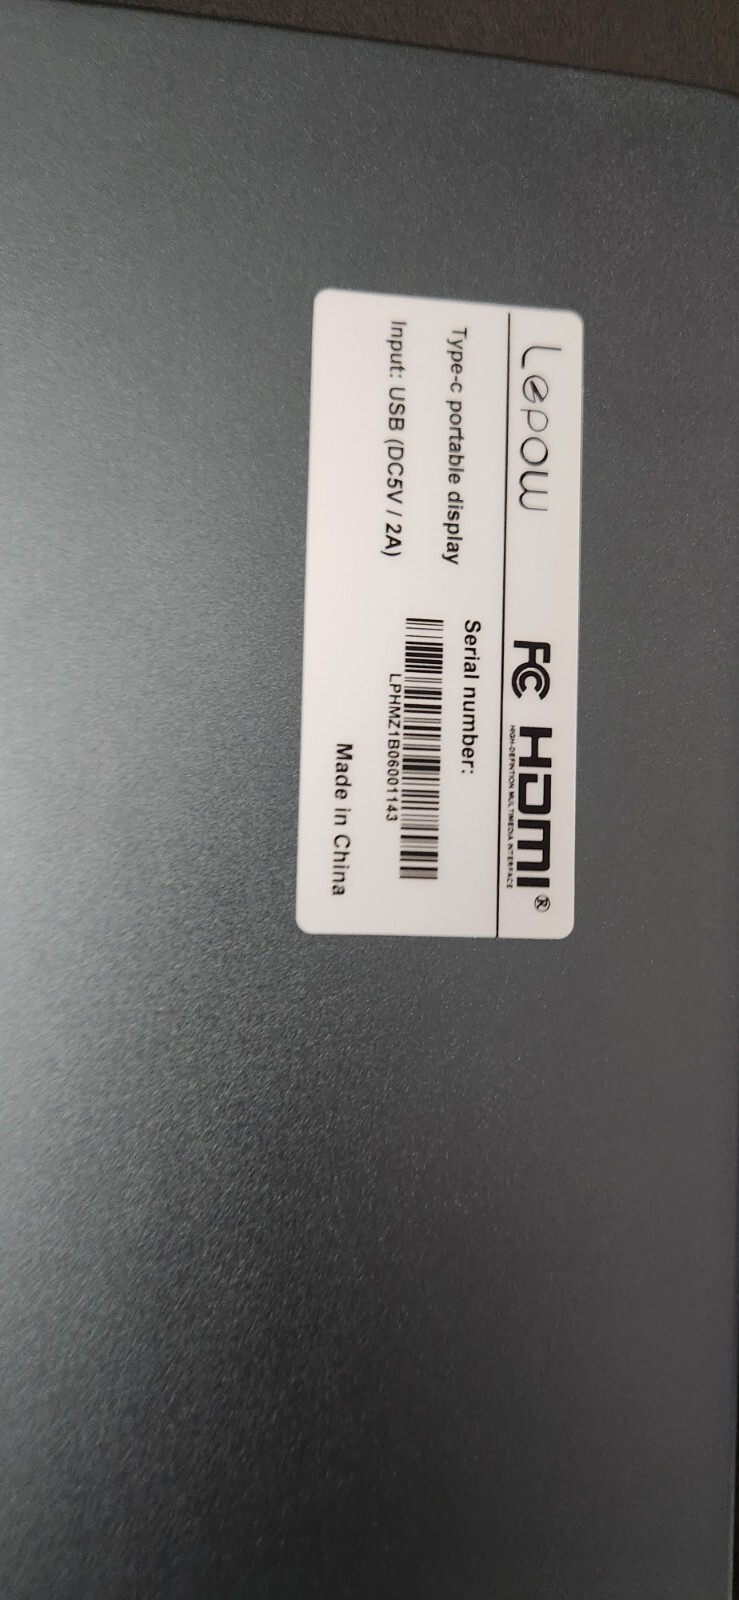 Lepow
FC HDMI®
HIGH-DEFINITION MULTIMEDIA INTERFACE
Type-c portable display
Input: USB (DC5V / 2A)
Serial number:
LPHMZ1B06001143
Made in China